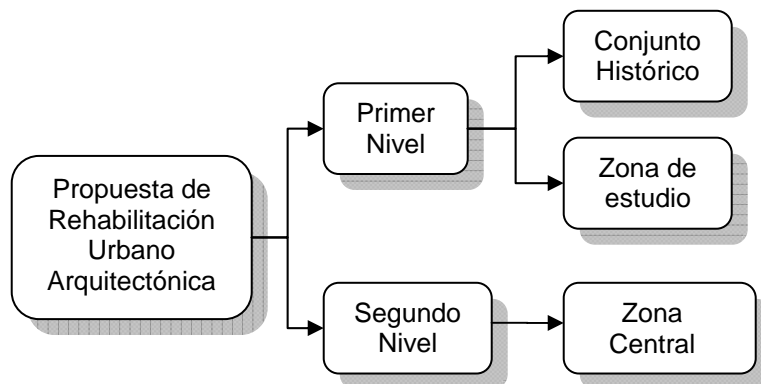 Propuesta de
Rehabilitación
Urbano
Arquitectónica
Primer
Nivel
Conjunto
Histórico
Zona de
estudio
Segundo
Nivel
Zona
Central